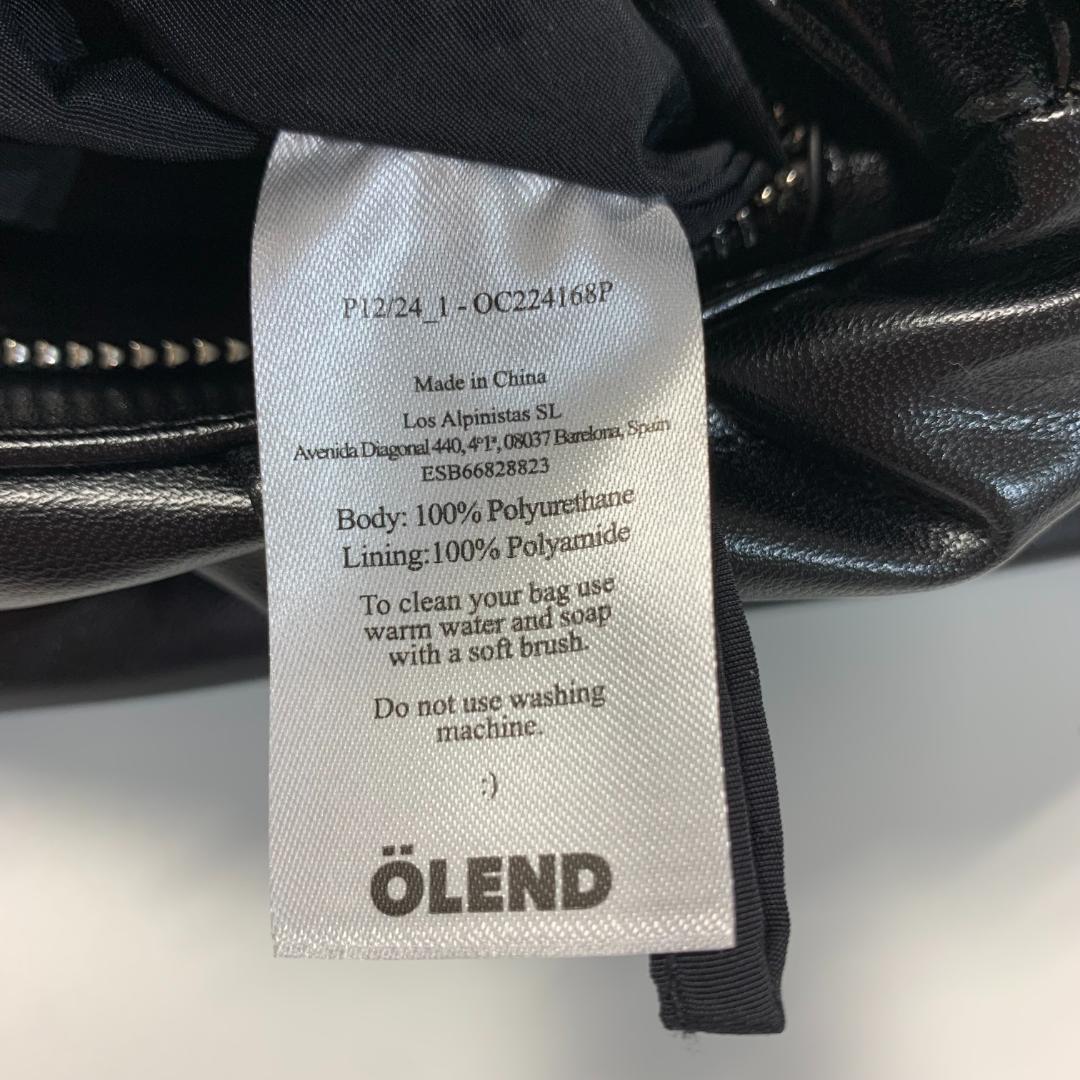 P12/24_1 - OC224168P
Made in China
Los Alpinistas SL
Avenida Diagonal 440, 4º1ª, 08037 Barelona, Spain
ESB66828823
Body: 100% Polyurethane
Lining:100% Polyamide
To clean your bag use
warm water and soap
with a soft brush.
Do not use washing
machine.
:)
ÖLEND